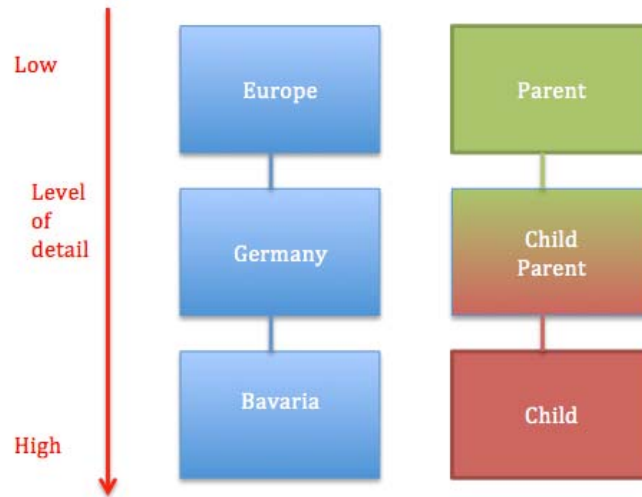 Low
Level
of
detail
High
Europe
Germany
Bavaria
Parent
Child
Parent
Child